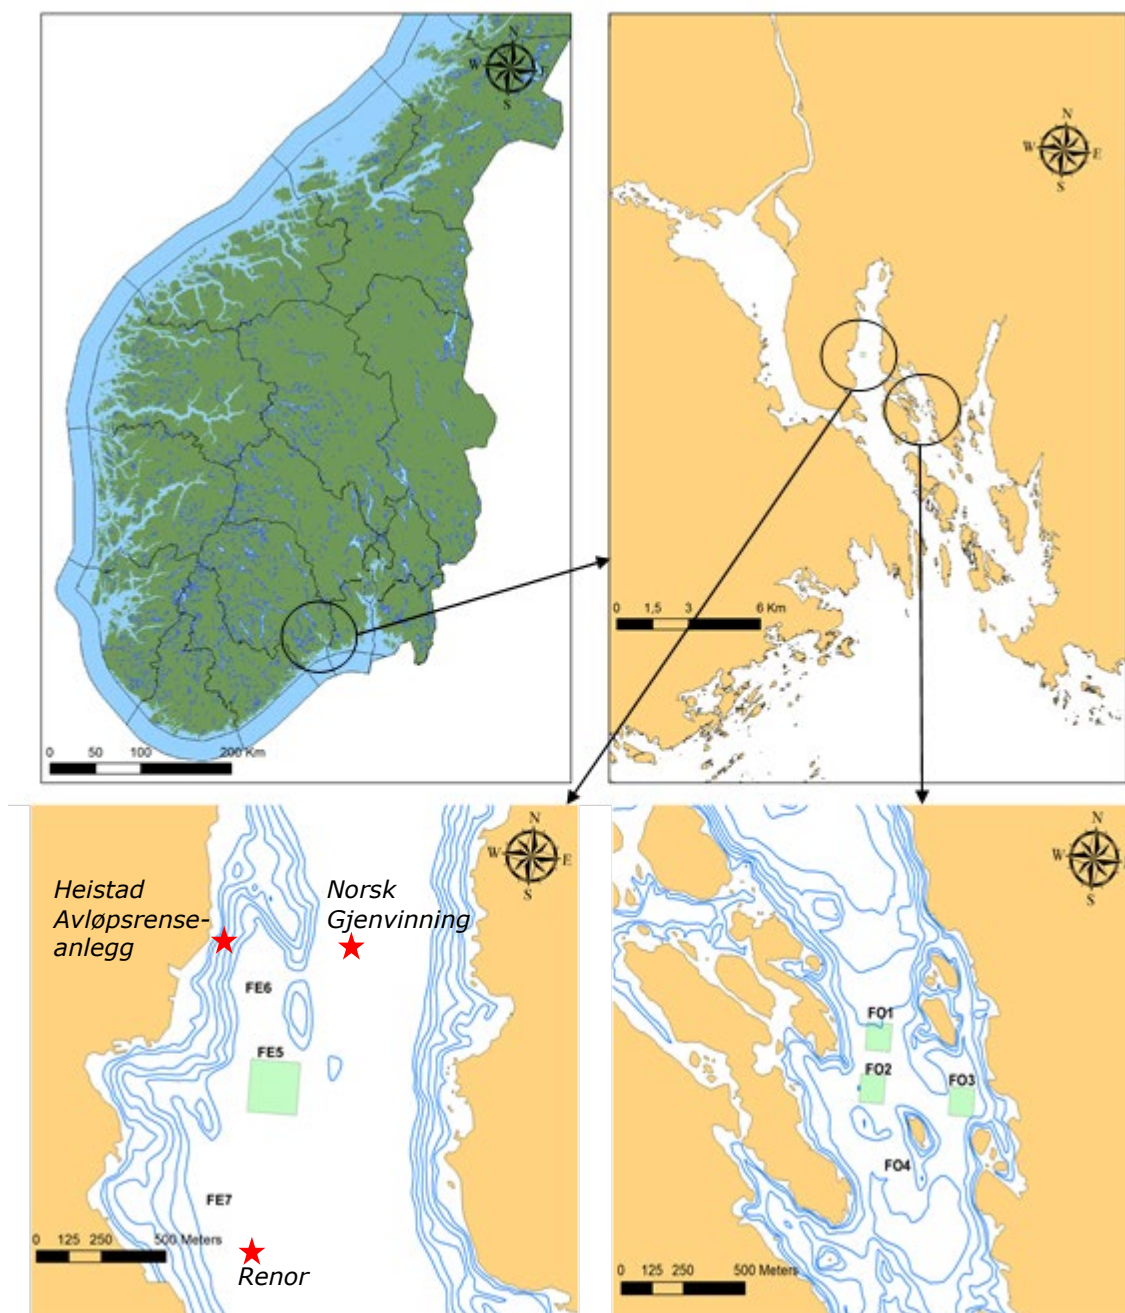 N
W
S
0 50 100 200 Km
N
W E
S
0 1,5 3 6 Km
N
W E
S
Heistad
Avløpsrense-
anlegg
Norsk
Gjenvinning
FE6
FE5
FE7
0 125 250 500 Meters
Renor
N
W
S
FO1
FO2
FO3
FO4
0 125 250 500 Meters